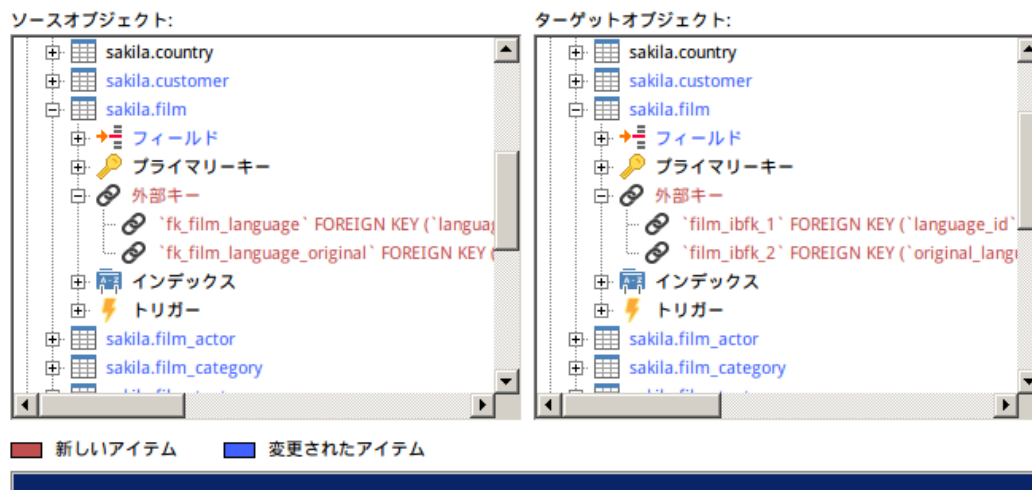 ソースオブジェクト:
sakila.country
sakila.customer
sakila.film
フィールド
プライマリーキー
外部キー
`fk_film_language` FOREIGN KEY (`languag
`fk_film_language_original` FOREIGN KEY (
インデックス
トリガー
sakila.film_actor
sakila.film_category
ターゲットオブジェクト:
sakila.country
sakila.customer
sakila.film
フィールド
プライマリーキー
外部キー
`film_ibfk_1` FOREIGN KEY (`language_id`
`film_ibfk_2` FOREIGN KEY (`original_langu
インデックス
トリガー
sakila.film_actor
sakila.film_category
新しいアイテム
変更されたアイテム